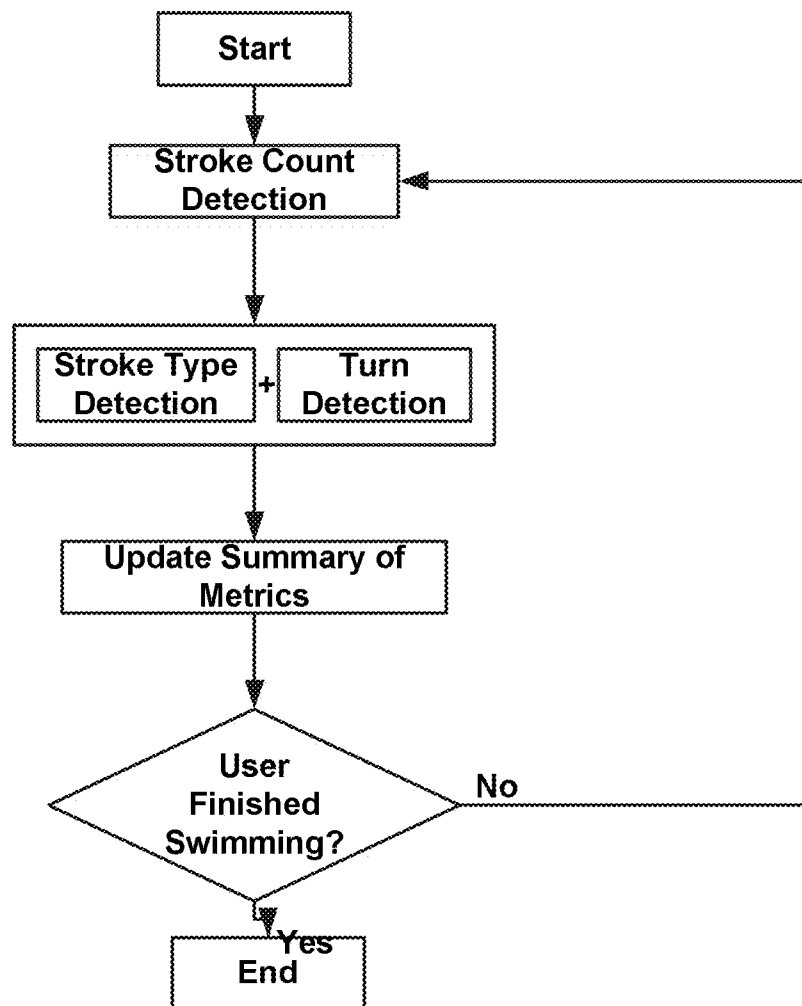 Start
Stroke Count
Detection
Stroke Type
Detection
+
Turn
Detection
Update Summary of
Metrics
User
Finished
Swimming?
No
Yes
End